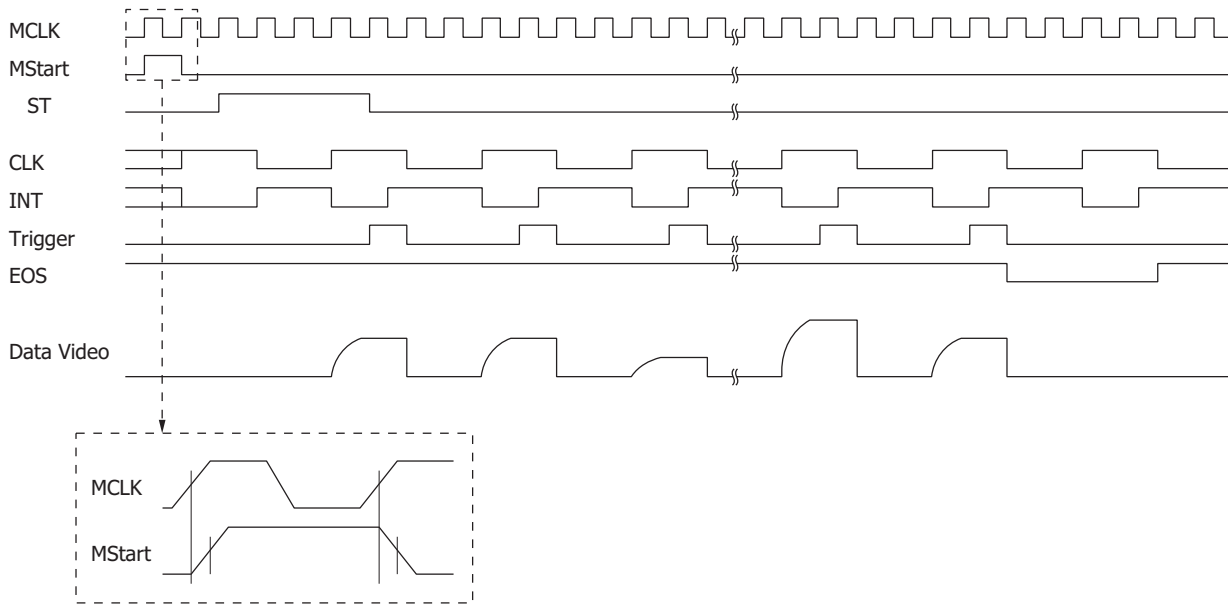 MCLK
MStart
ST
CLK
INT
Trigger
EOS
Data Video
MCLK
MStart